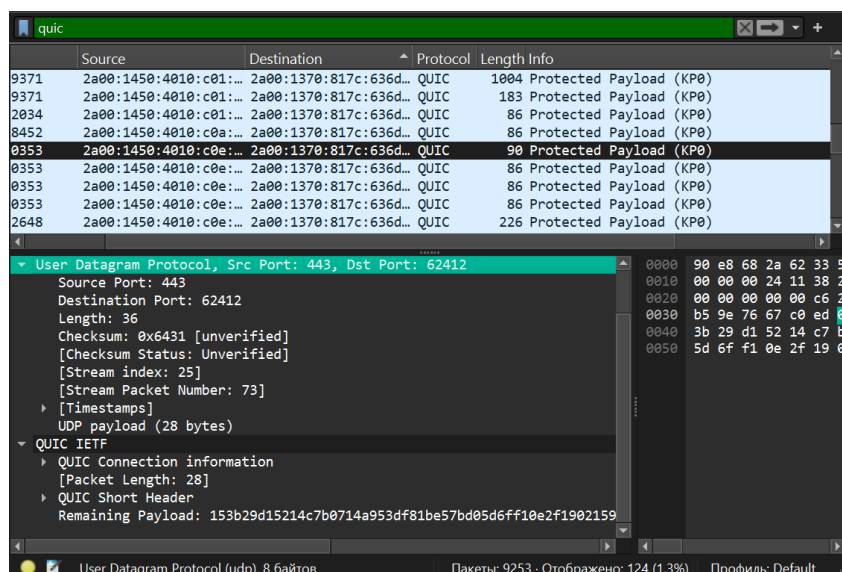 quic
Source Destination Protocol Length Info
9371 2a00:1450:4010:c01:… 2a00:1370:817c:636d… QUIC 1004 Protected Payload (KP0)
9371 2a00:1450:4010:c01:… 2a00:1370:817c:636d… QUIC 183 Protected Payload (KP0)
2034 2a00:1450:4010:c01:… 2a00:1370:817c:636d… QUIC 86 Protected Payload (KP0)
8452 2a00:1450:4010:c0a:… 2a00:1370:817c:636d… QUIC 86 Protected Payload (KP0)
0353 2a00:1450:4010:c0e:… 2a00:1370:817c:636d… QUIC 90 Protected Payload (KP0)
0353 2a00:1450:4010:c0e:… 2a00:1370:817c:636d… QUIC 86 Protected Payload (KP0)
0353 2a00:1450:4010:c0e:… 2a00:1370:817c:636d… QUIC 86 Protected Payload (KP0)
0353 2a00:1450:4010:c0e:… 2a00:1370:817c:636d… QUIC 86 Protected Payload (KP0)
2648 2a00:1450:4010:c0e:… 2a00:1370:817c:636d… QUIC 226 Protected Payload (KP0)
User Datagram Protocol, Src Port: 443, Dst Port: 62412
Source Port: 443
Destination Port: 62412
Length: 36
Checksum: 0x6431 [unverified]
[Checksum Status: Unverified]
[Stream index: 25]
[Stream Packet Number: 73]
[Timestamps]
UDP payload (28 bytes)
QUIC IETF
QUIC Connection information
[Packet Length: 28]
QUIC Short Header
Remaining Payload: 153b29d15214c7b0714a953df81be57bd05d6ff10e2f1902159
0000 90 e8 68 2a 62 33
0010 00 00 00 24 11 38
0020 00 00 00 00 00 c6
0030 b5 9e 76 67 c0 ed
0040 3b 29 d1 52 14 c7
0050 5d 6f f1 0e 2f 19
User Datagram Protocol (udp), 8 байтов
Пакеты: 9253 · Отображено: 124 (1.3%)
Профиль: Default